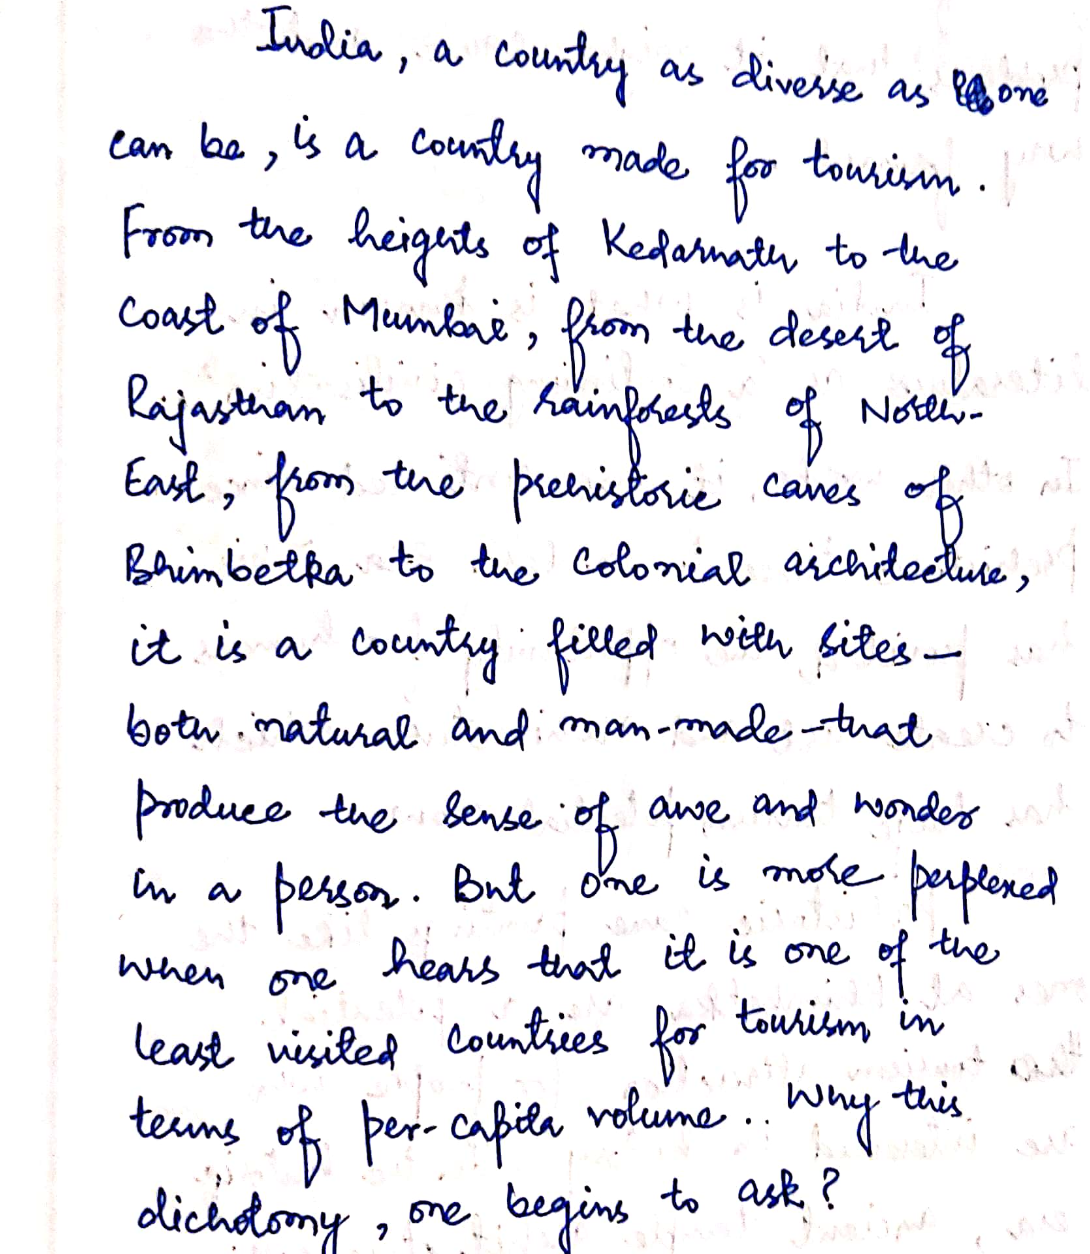 India, a country as diverse as one
can be, is a country made for tourism.
From the heights of Kedarnath to the
coast of Mumbai, from the desert of
Rajasthan to the rainforests of North-
East, from the prehistoric caves of
Bhimbetka to the colonial architecture,
it is a country filled with sites—
both natural and man-made—that
produce the sense of awe and wonder
in a person. But one is more perplexed
when one hears that it is one of the
least visited countries for tourism in
terms of per-capita volume.. Why this
dichotomy, one begins to ask?